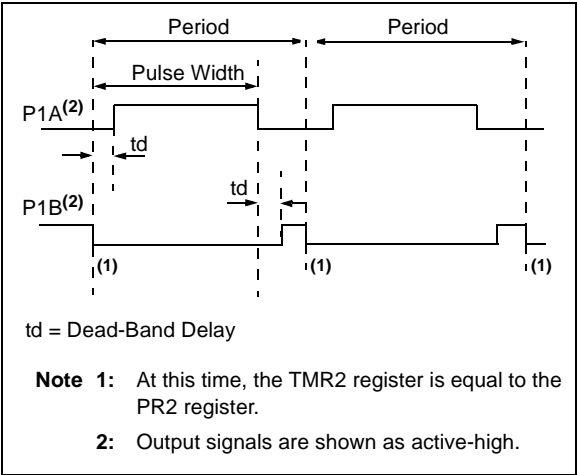 Period Period
Pulse Width
P1A(2)
td
td
P1B(2)
(1) (1) (1)
td = Dead-Band Delay
Note 1: At this time, the TMR2 register is equal to the
PR2 register.
2: Output signals are shown as active-high.